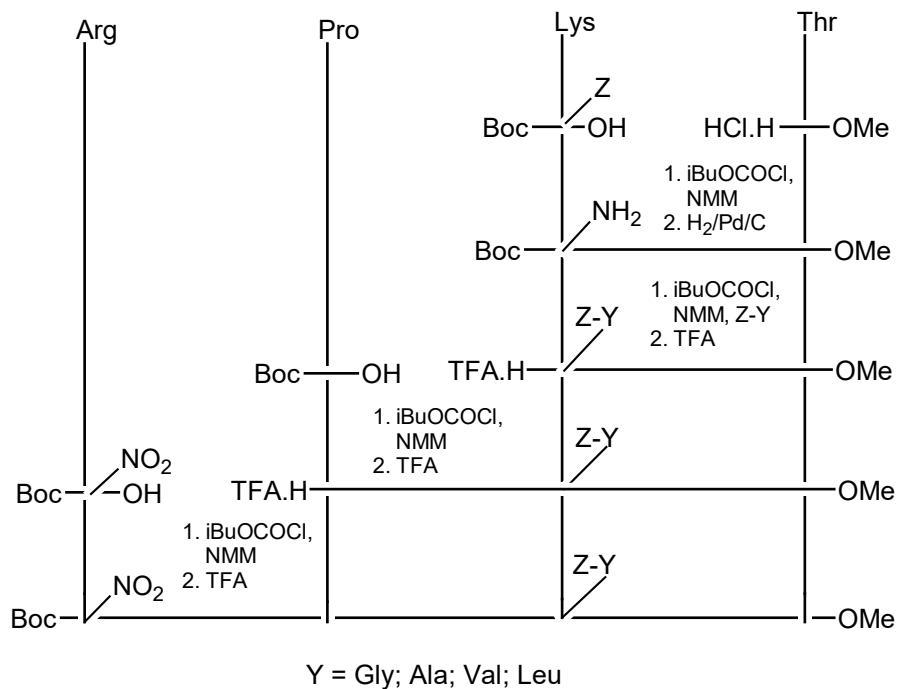 Arg Pro Lys Thr
Z
Boc OH HCl.H OMe
1. iBuOCOCl,
NMM
2. H₂/Pd/C
NH₂
Boc OMe
1. iBuOCOCl,
NMM, Z-Y
2. TFA
Z-Y
Boc OH TFA.H OMe
1. iBuOCOCl,
NMM
2. TFA
Z-Y
NO₂
Boc OH TFA.H OMe
1. iBuOCOCl,
NMM
2. TFA
NO₂ Z-Y
Boc OMe
Y = Gly; Ala; Val; Leu